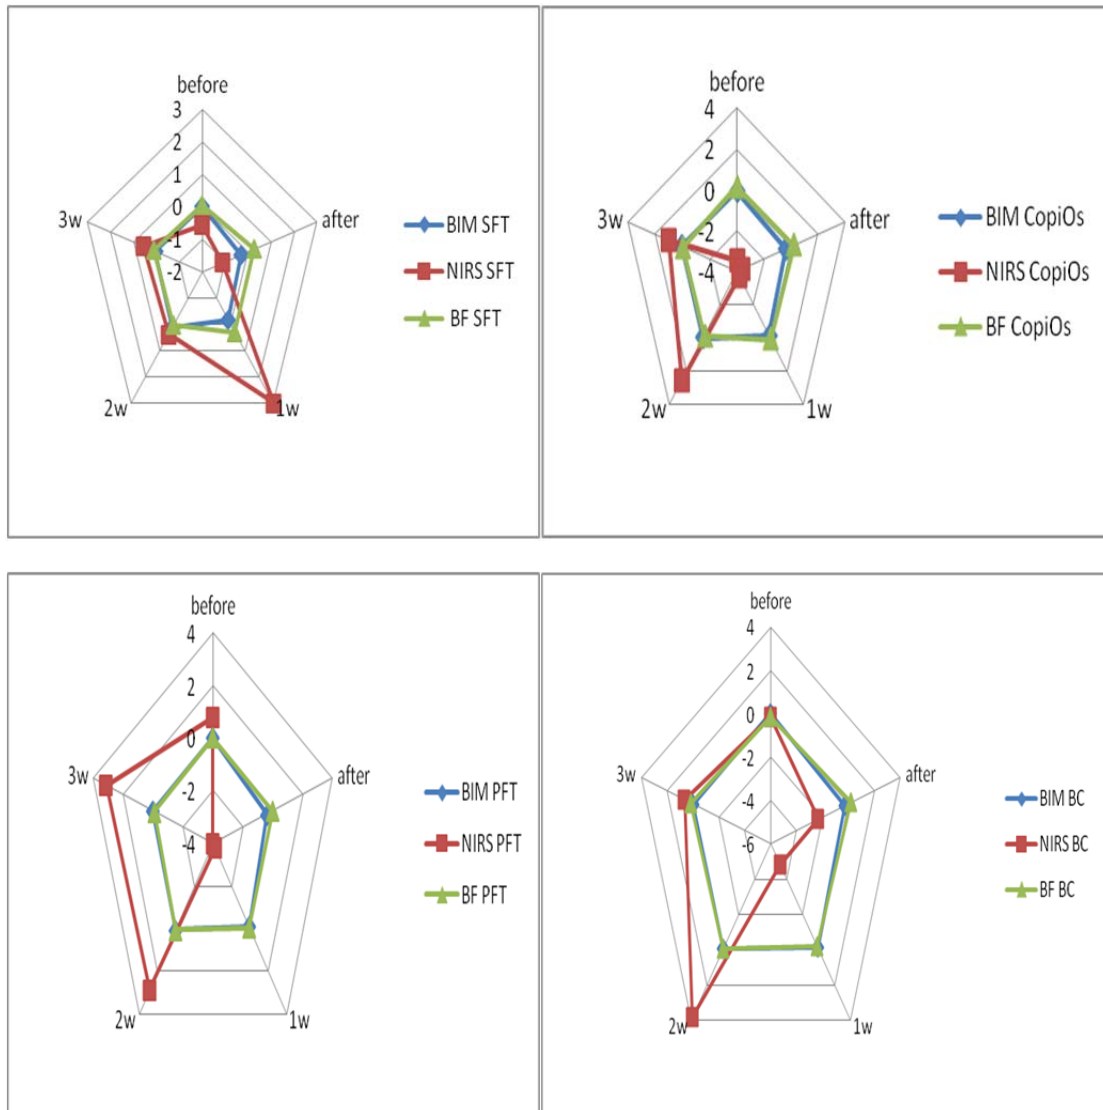 before
3
2
1
0
-1
-2
after
1w
2w
3w
BIM SFT
NIRS SFT
BF SFT
before
4
2
0
-2
-4
after
1w
2w
3w
BIM CopiOs
NIRS CopiOs
BF CopiOs
before
4
2
0
-2
-4
after
1w
2w
3w
BIM PFT
NIRS PFT
BF PFT
before
4
2
0
-2
-4
-6
after
1w
2w
3w
BIM BC
NIRS BC
BF BC